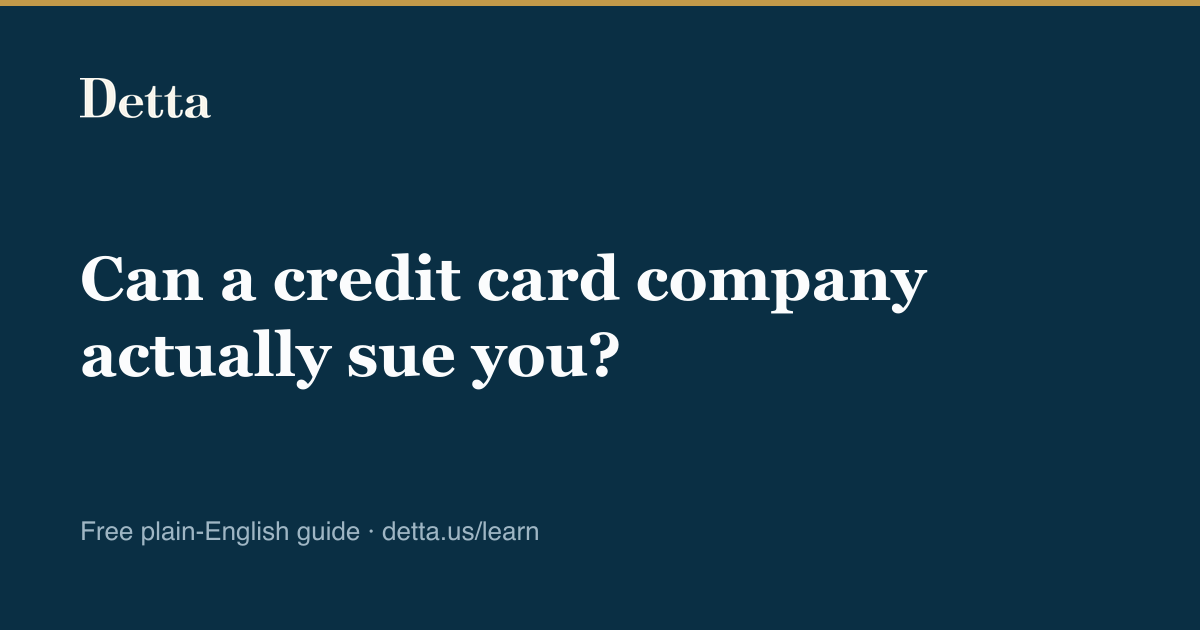 Detta
Can a credit card company
actually sue you?
Free plain-English guide · detta.us/learn